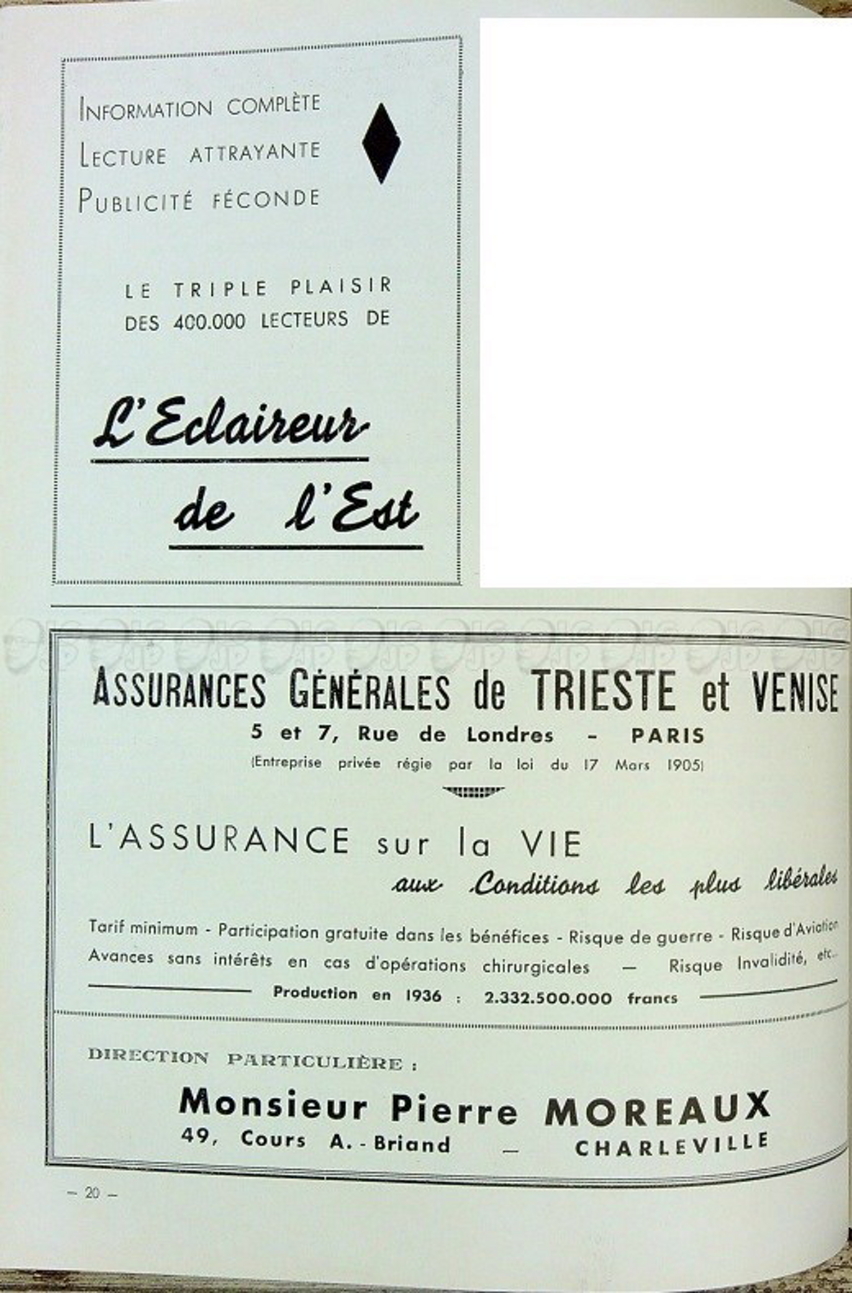 INFORMATION COMPLÈTE
LECTURE ATTRAYANTE
PUBLICITÉ FÉCONDE
LE TRIPLE PLAISIR
DES 400.000 LECTEURS DE
L'Eclaireur
de l'Est
ASSURANCES GÉNÉRALES de TRIESTE et VENISE
5 et 7, Rue de Londres - PARIS
(Entreprise privée régie par la loi du 17 Mars 1905)
L'ASSURANCE sur la VIE
aux Conditions les plus libérales
Tarif minimum - Participation gratuite dans les bénéfices - Risque de guerre - Risque d'Aviation
Avances sans intérêts en cas d'opérations chirurgicales — Risque Invalidité, etc...
Production en 1936 : 2.332.500.000 francs
DIRECTION PARTICULIÈRE :
Monsieur Pierre MOREAUX
49, Cours A.-Briand — CHARLEVILLE
— 20 —